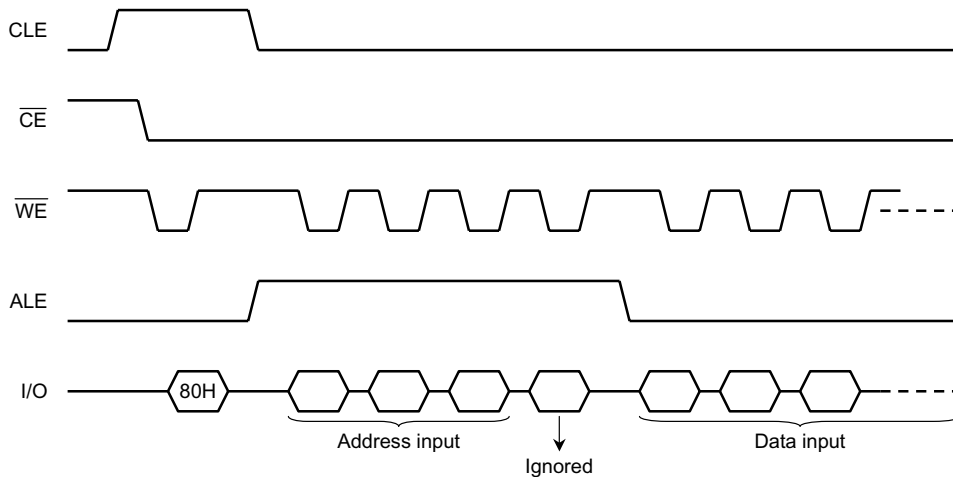 CLE
CE
WE
ALE
I/O
80H
Address input
Ignored
Data input